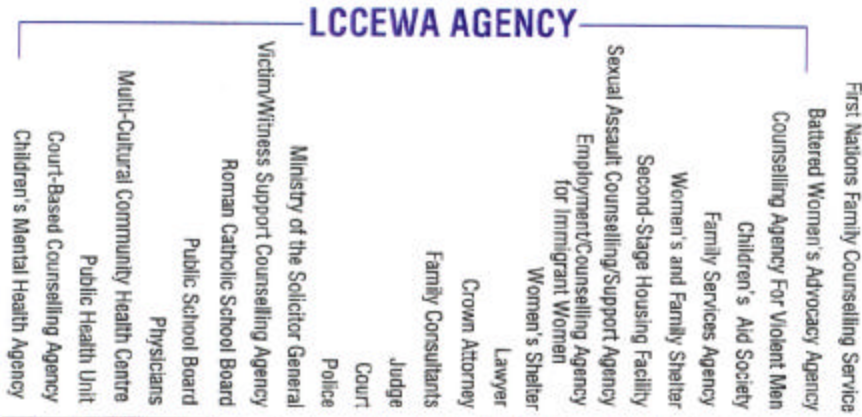 LCCEWA AGENCY
Children's Mental Health Agency
Court-Based Counselling Agency
Public Health Unit
Multi-Cultural Community Health Centre
Physicians
Public School Board
Roman Catholic School Board
Victim/Witness Support Counselling Agency
Ministry of the Solicitor General
Police
Court
Judge
Family Consultants
Crown Attorney
Lawyer
Women's Shelter
Employment/Counselling Agency
for Immigrant Women
Sexual Assault Counselling/Support Agency
Second-Stage Housing Facility
Women's and Family Shelter
Family Services Agency
Children's Aid Society
Counselling Agency For Violent Men
Battered Women's Advocacy Agency
First Nations Family Counselling Service